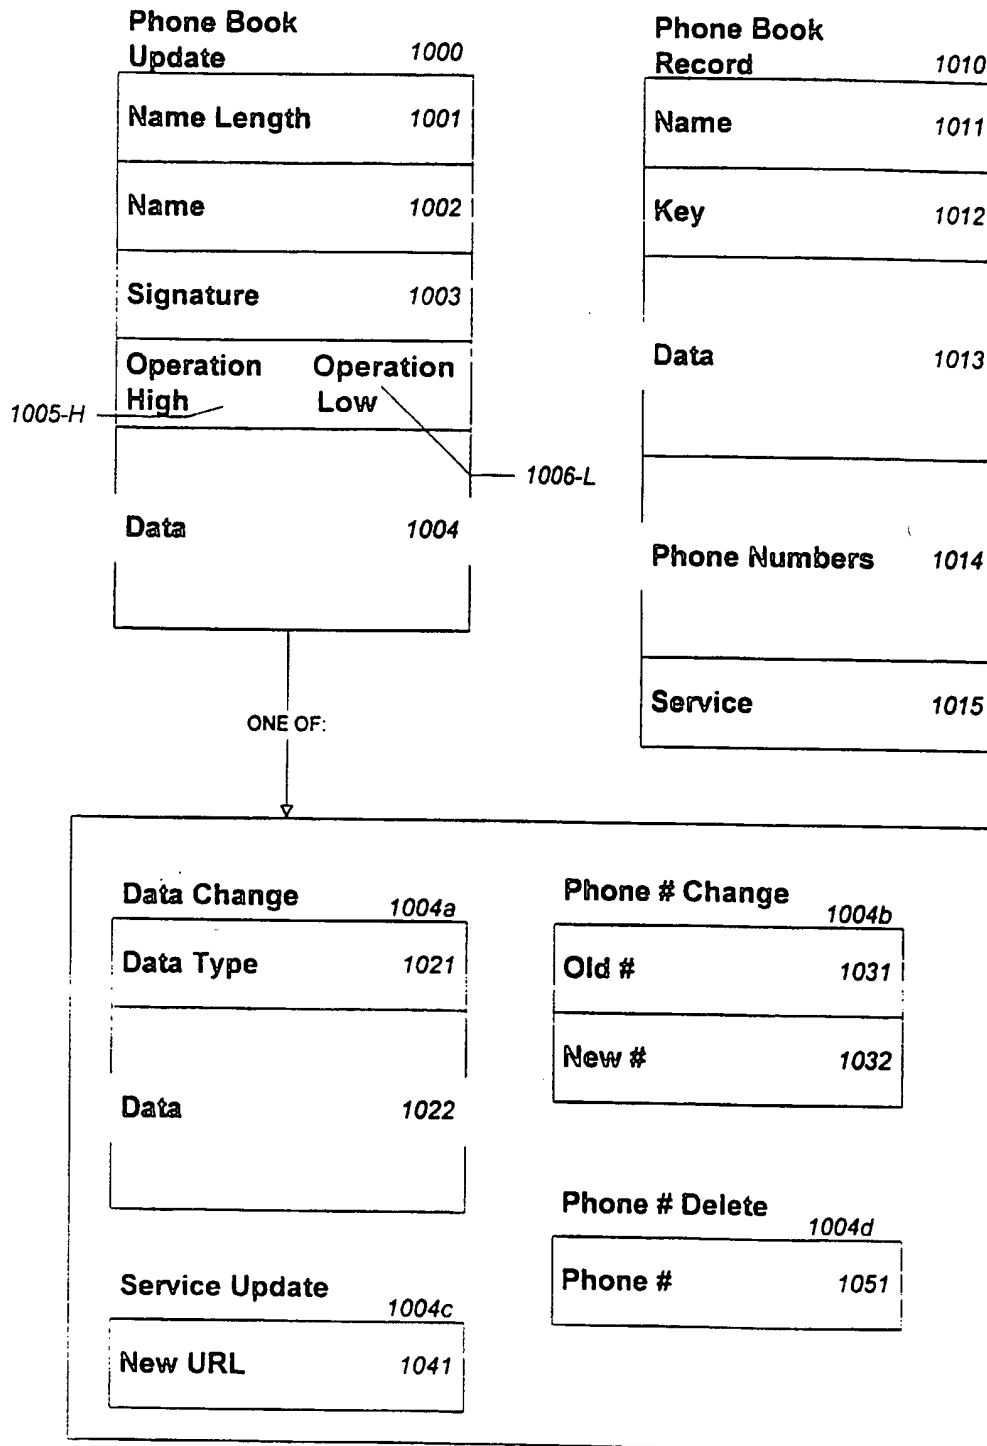 Phone Book
Update 1000
Name Length 1001
Name 1002
Signature 1003
Operation Operation
High Low
1005-H
1006-L
Data 1004
ONE OF:
Phone Book
Record 1010
Name 1011
Key 1012
Data 1013
Phone Numbers 1014
Service 1015
Data Change 1004a
Data Type 1021
Data 1022
Phone # Change 1004b
Old # 1031
New # 1032
Service Update 1004c
New URL 1041
Phone # Delete 1004d
Phone # 1051